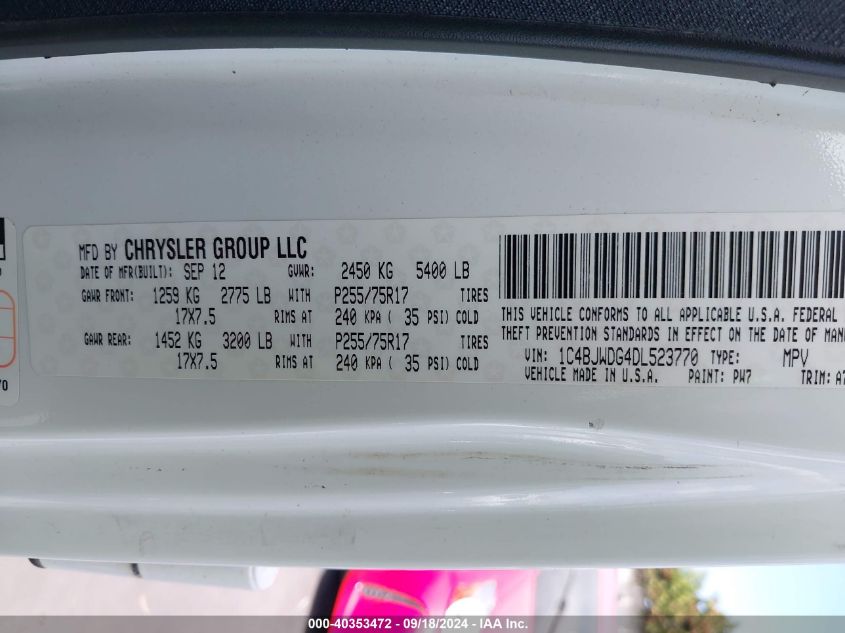 MFD BY CHRYSLER GROUP LLC
DATE OF MFR(BUILT): SEP 12 GVWR: 2450 KG 5400 LB
GAWR FRONT: 1259 KG 2775 LB WITH P255/75R17 TIRES
17X7.5 RIMS AT 240 KPA ( 35 PSI) COLD
GAWR REAR: 1452 KG 3200 LB WITH P255/75R17 TIRES
17X7.5 RIMS AT 240 KPA ( 35 PSI) COLD
THIS VEHICLE CONFORMS TO ALL APPLICABLE U.S.A. FEDERAL
THEFT PREVENTION STANDARDS IN EFFECT ON THE DATE OF MANU
VIN: 1C4BJWDG4DL523770 TYPE: MPV
VEHICLE MADE IN U.S.A. PAINT: PW7 TRIM: A7
70
000-40353472 - 09/18/2024 - IAA Inc.